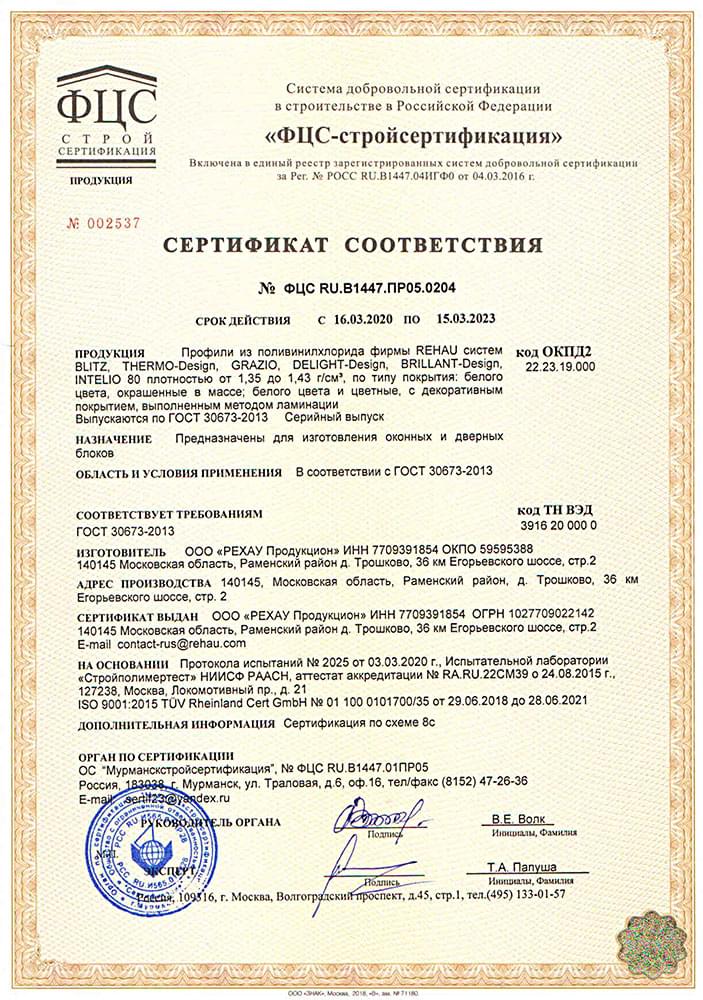 ФЦС
СТРОЙ
СЕРТИФИКАЦИЯ
ПРОДУКЦИЯ
Система добровольной сертификации
в строительстве в Российской Федерации
«ФЦС-стройсертификация»
Включена в единый реестр зарегистрированных систем добровольной сертификации
за Рег. № РОСС RU.В1447.04ИГФ0 от 04.03.2016 г.
№ 002537
СЕРТИФИКАТ СООТВЕТСТВИЯ
№ ФЦС RU.В1447.ПР05.0204
СРОК ДЕЙСТВИЯ С 16.03.2020 ПО 15.03.2023
ПРОДУКЦИЯ Профили из поливинилхлорида фирмы REHAU систем
BLITZ, THERMO-Design, GRAZIO, DELIGHT-Design, BRILLANT-Design,
INTELIO 80 плотностью от 1,35 до 1,43 г/см³, по типу покрытия: белого
цвета, окрашенные в массе; белого цвета и цветные, с декоративным
покрытием, выполненным методом ламинации
Выпускаются по ГОСТ 30673-2013 Серийный выпуск
код ОКПД2
22.23.19.000
НАЗНАЧЕНИЕ Предназначены для изготовления оконных и дверных
блоков
ОБЛАСТЬ И УСЛОВИЯ ПРИМЕНЕНИЯ В соответствии с ГОСТ 30673-2013
СООТВЕТСТВУЕТ ТРЕБОВАНИЯМ
ГОСТ 30673-2013
код ТН ВЭД
3916 20 000 0
ИЗГОТОВИТЕЛЬ ООО «РЕХАУ Продукцион» ИНН 7709391854 ОКПО 59595388
140145 Московская область, Раменский район д. Трошково, 36 км Егорьевского шоссе, стр.2
АДРЕС ПРОИЗВОДСТВА 140145, Московская область, Раменский район, д. Трошково, 36 км
Егорьевского шоссе, стр. 2
СЕРТИФИКАТ ВЫДАН ООО «РЕХАУ Продукцион» ИНН 7709391854 ОГРН 1027709022142
140145 Московская область, Раменский район д. Трошково, 36 км Егорьевского шоссе, стр.2
E-mail contact-rus@rehau.com
НА ОСНОВАНИИ Протокола испытаний № 2025 от 03.03.2020 г., Испытательной лаборатории
«Стройполимертест» НИИСФ РААСН, аттестат аккредитации № RA.RU.22СМ39 о 24.08.2015 г.,
127238, Москва, Локомотивный пр., д. 21
ISO 9001:2015 TÜV Rheinland Cert GmbH № 01 100 0101700/35 от 29.06.2018 до 28.06.2021
ДОПОЛНИТЕЛЬНАЯ ИНФОРМАЦИЯ Сертификация по схеме 8с
ОРГАН ПО СЕРТИФИКАЦИИ
ОС "Мурманскстройсертификация", № ФЦС RU.В1447.01ПР05
Россия, 183038, г. Мурманск, ул. Траловая, д.6, оф.16, тел/факс (8152) 47-26-36
E-mail sertif23@yandex.ru
РУКОВОДИТЕЛЬ ОРГАНА
Подпись
В.Е. Волк
Инициалы, Фамилия
М.П.
ЭКСПЕРТ
Подпись
Т.А. Папуша
Инициалы, Фамилия
Россия, 109316, г. Москва, Волгоградский проспект, д.45, стр.1, тел.(495) 133-01-57
ООО «ЗНАК», Москва, 2018, «В», зак. № 71180.